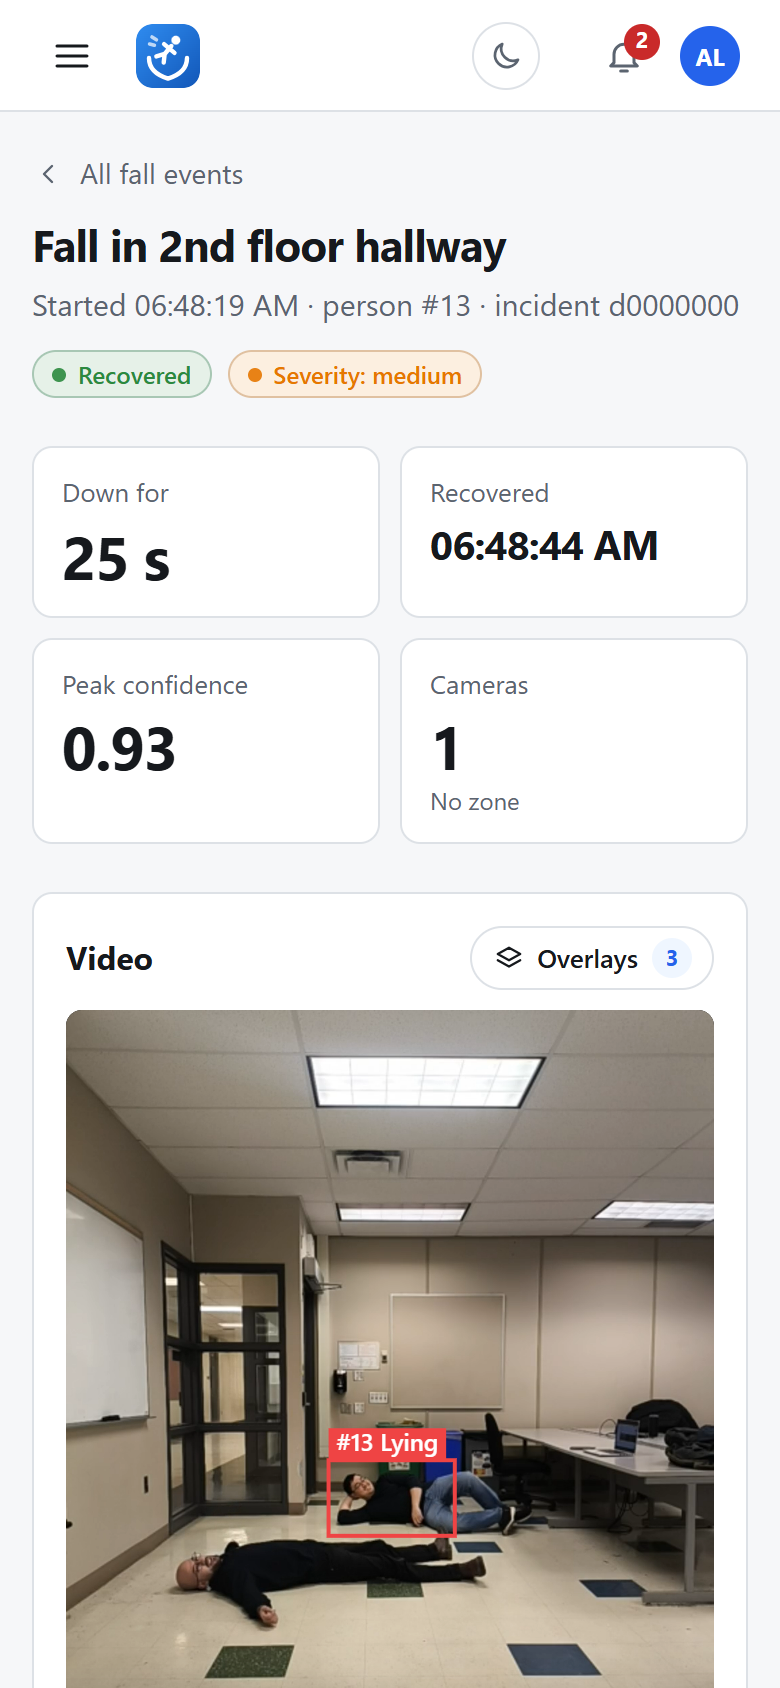 2
AL
All fall events
Fall in 2nd floor hallway
Started 06:48:19 AM · person #13 · incident d0000000
Recovered
Severity: medium
Down for
25 s
Recovered
06:48:44 AM
Peak confidence
0.93
Cameras
1
No zone
Video
Overlays 3
#13 Lying